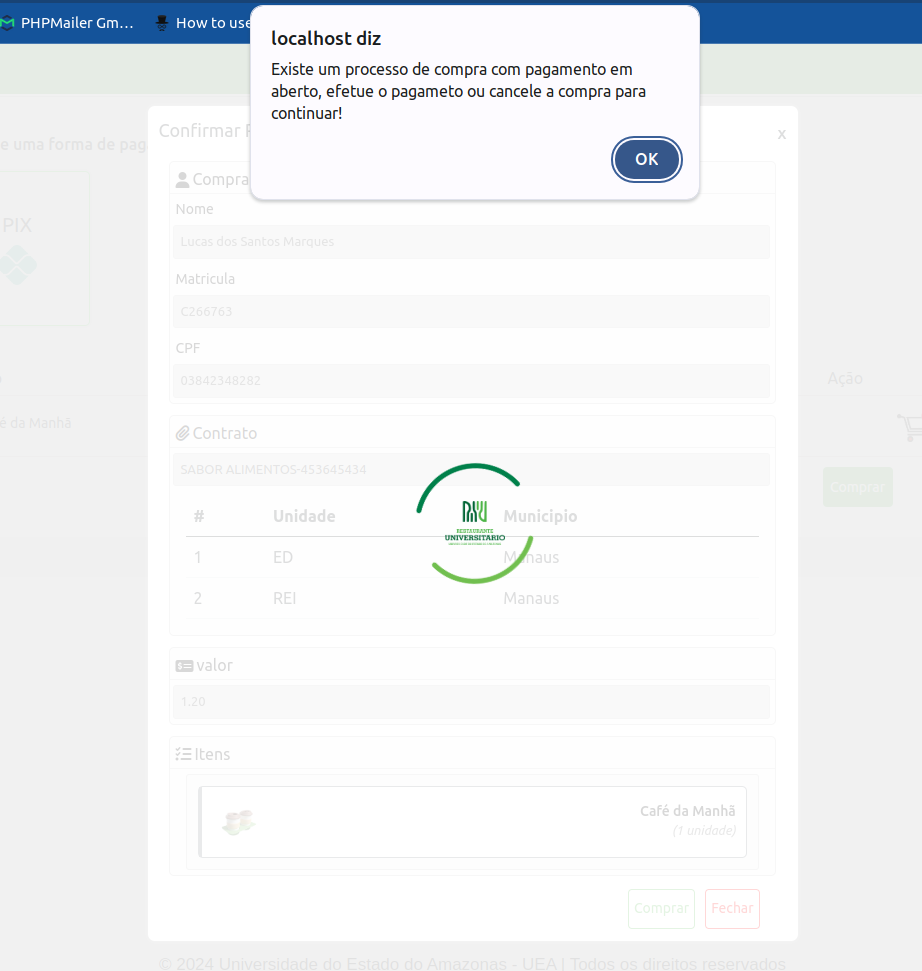 PHPMailer Gm...
How to use
localhost diz
Existe um processo de compra com pagamento em
aberto, efetue o pagameto ou cancele a compra para
continuar!
OK
Confirmar
x
e uma forma de pag
PIX
Compra
Nome
Lucas dos Santos Marques
Matricula
C266763
CPF
03842348282
Ação
é da Manhã
Comprar
Contrato
SABOR ALIMENTOS-453645434
# Unidade Municipio
1 ED Manaus
2 REI Manaus
RESTAURANTE
UNIVERSITARIO
valor
1.20
Itens
Café da Manhã
(1 unidade)
Comprar Fechar
© 2024 Universidade do Estado do Amazonas - UEA | Todos os direitos reservados